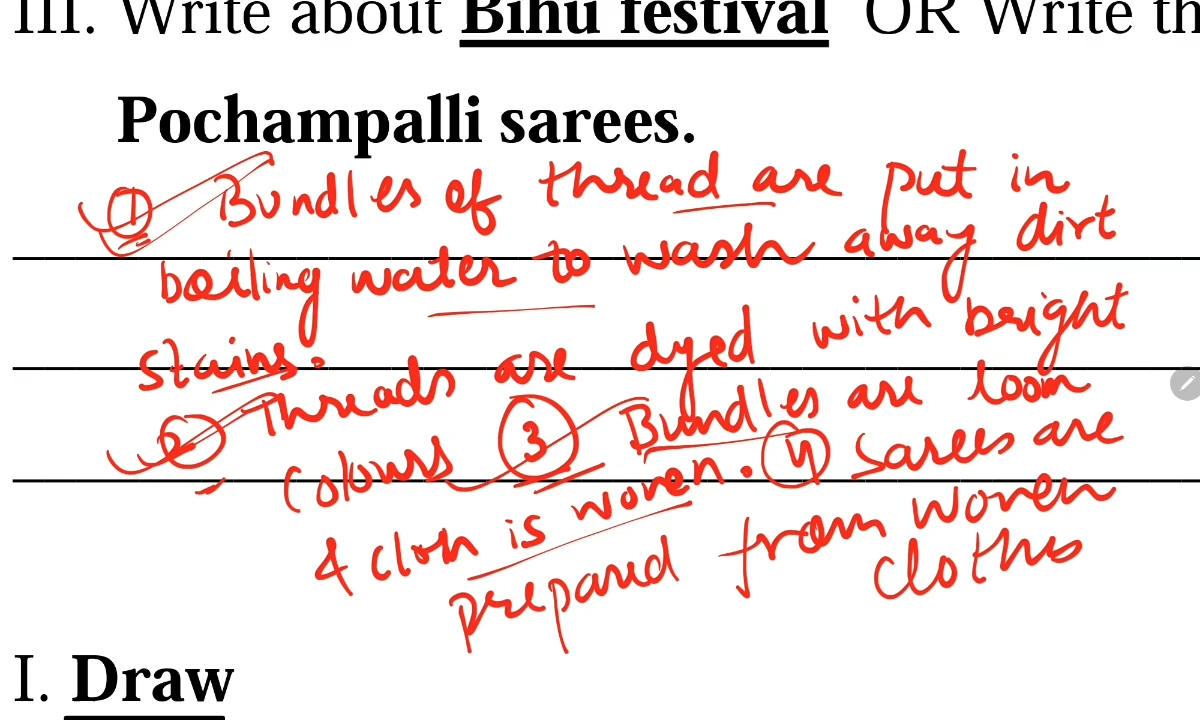 III. Write about Bihu festival OR Write th
Pochampalli sarees.
① Bundles of thread are put in
boiling water to wash away dirt
stains.
② Threads are dyed with bright
colours ③ Bundles are loom
& cloth is woven. ④ Sarees are
prepared from woven
cloths
I. Draw